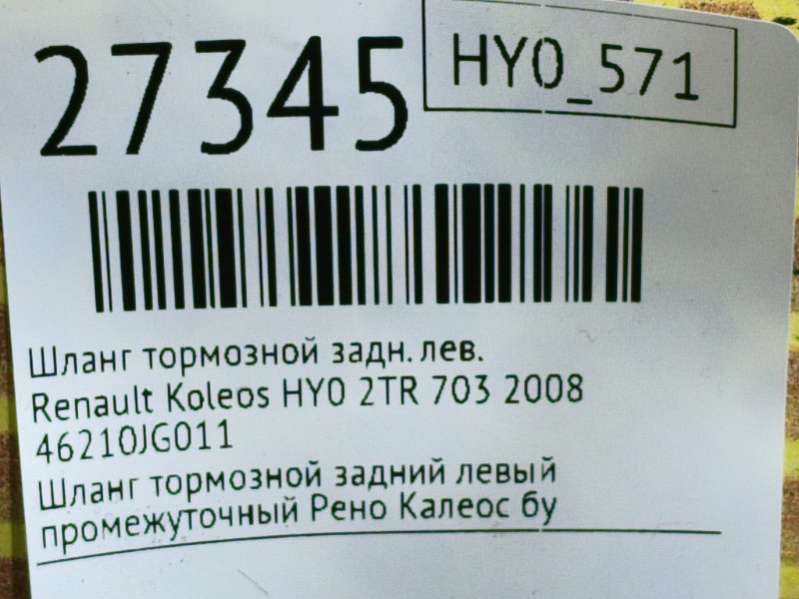 27345
HY0_571
Шланг тормозной задн. лев.
Renault Koleos HY0 2TR 703 2008
46210JG011
Шланг тормозной задний левый
промежуточный Рено Калеос бу